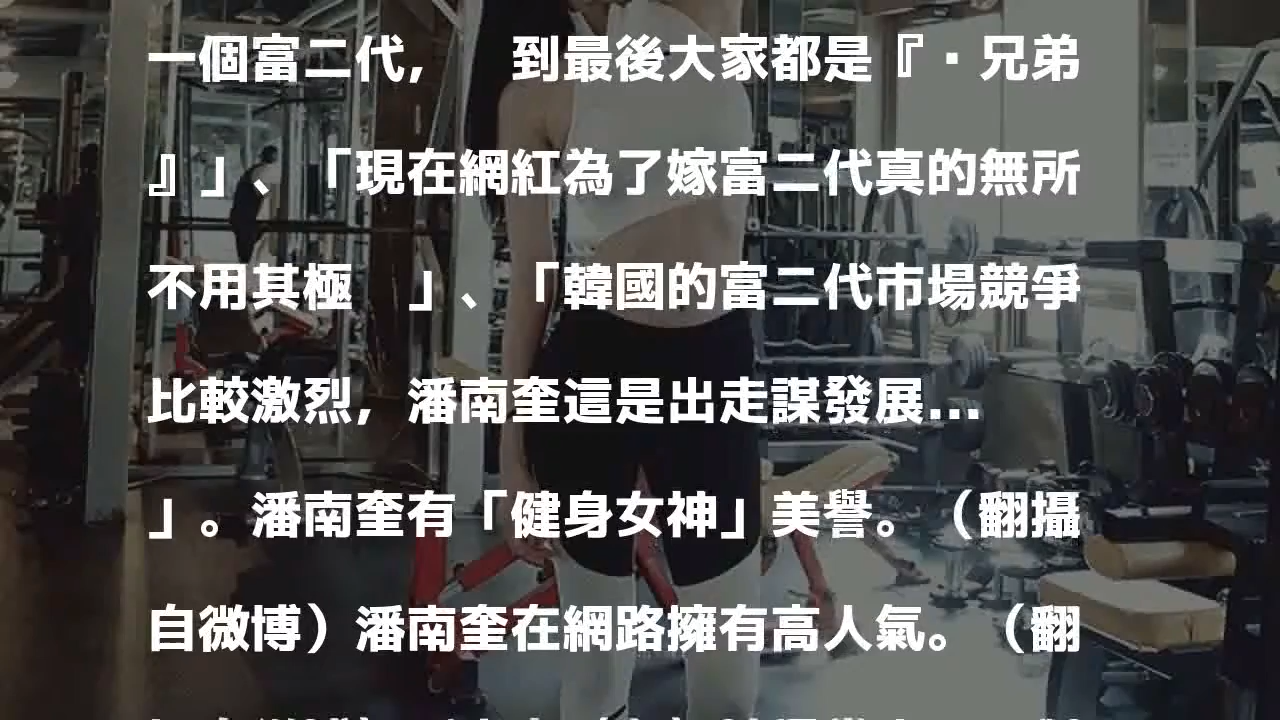 一個富二代，　到最後大家都是『·兄弟
』」、「現在網紅為了嫁富二代真的無所
不用其極　」、「韓國的富二代市場競爭
比較激烈，潘南奎這是出走謀發展...
」。潘南奎有「健身女神」美譽。（翻攝
自微博）潘南奎在網路擁有高人氣。（翻